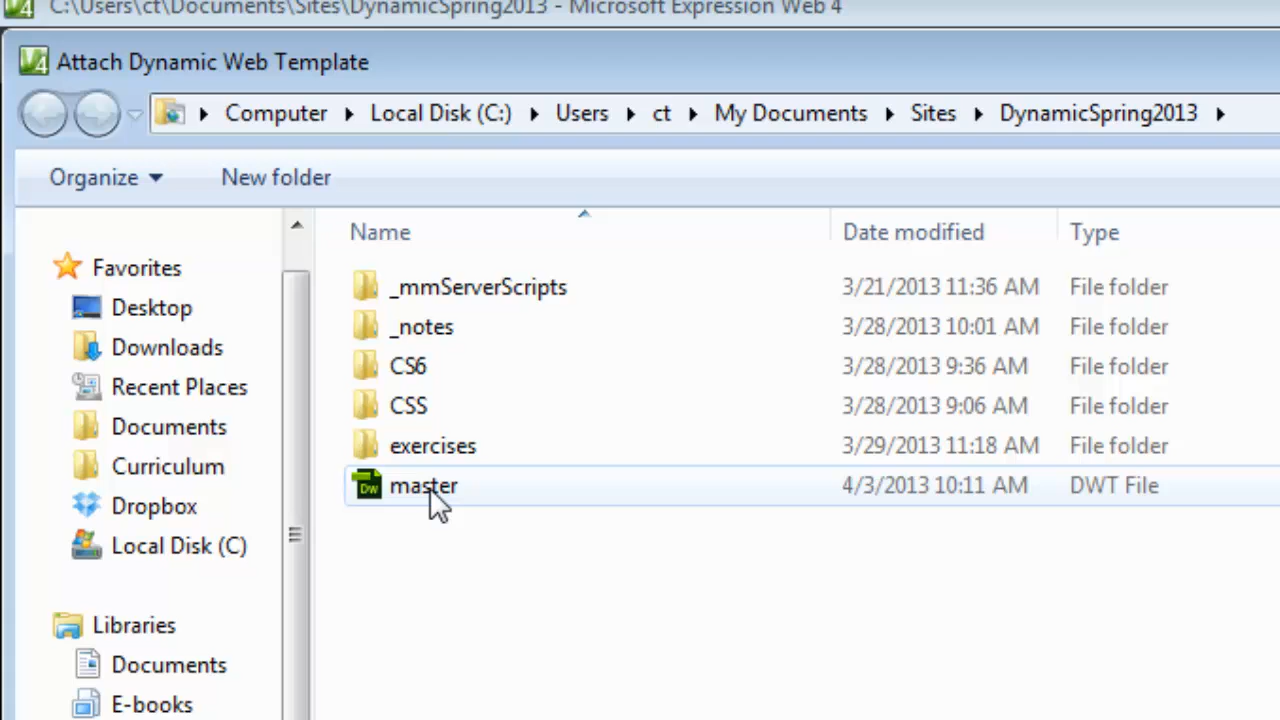 C:\Users\ct\Documents\Sites\DynamicSpring2013 - Microsoft Expression Web 4
Attach Dynamic Web Template
Computer Local Disk (C:) Users ct My Documents Sites DynamicSpring2013
Organize New folder
Name Date modified Type
Favorites
Desktop
Downloads
Recent Places
Documents
Curriculum
Dropbox
Local Disk (C)
Libraries
Documents
E-books
_mmServerScripts 3/21/2013 11:36 AM File folder
_notes 3/28/2013 10:01 AM File folder
CS6 3/28/2013 9:36 AM File folder
CSS 3/28/2013 9:06 AM File folder
exercises 3/29/2013 11:18 AM File folder
Dw master 4/3/2013 10:11 AM DWT File